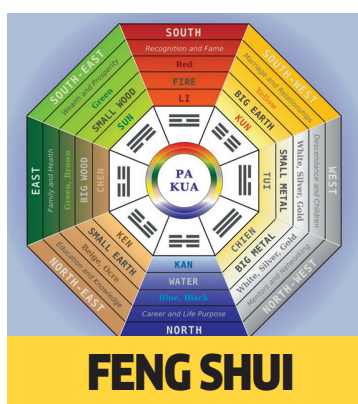 SOUTH
Recognition and Fame
Red
FIRE
LI
SOUTH-WEST
Marriage and Relationships
Yellow
BIG EARTH
KUN
WEST
Descendance and Children
White, Silver, Gold
SMALL METAL
TUI
NORTH-WEST
Mentors and Networking
White, Silver, Gold
BIG METAL
CHIEN
KAN
WATER
Blue, Black
Career and Life Purpose
NORTH
NORTH-EAST
Education and Knowledge
Beige, Ocre
SMALL EARTH
KEN
EAST
Family and Health
Green, Brown
BIG WOOD
CHEN
SOUTH-EAST
Wealth and Prosperity
Green
SMALL WOOD
SUN
PA
KUA
FENG SHUI